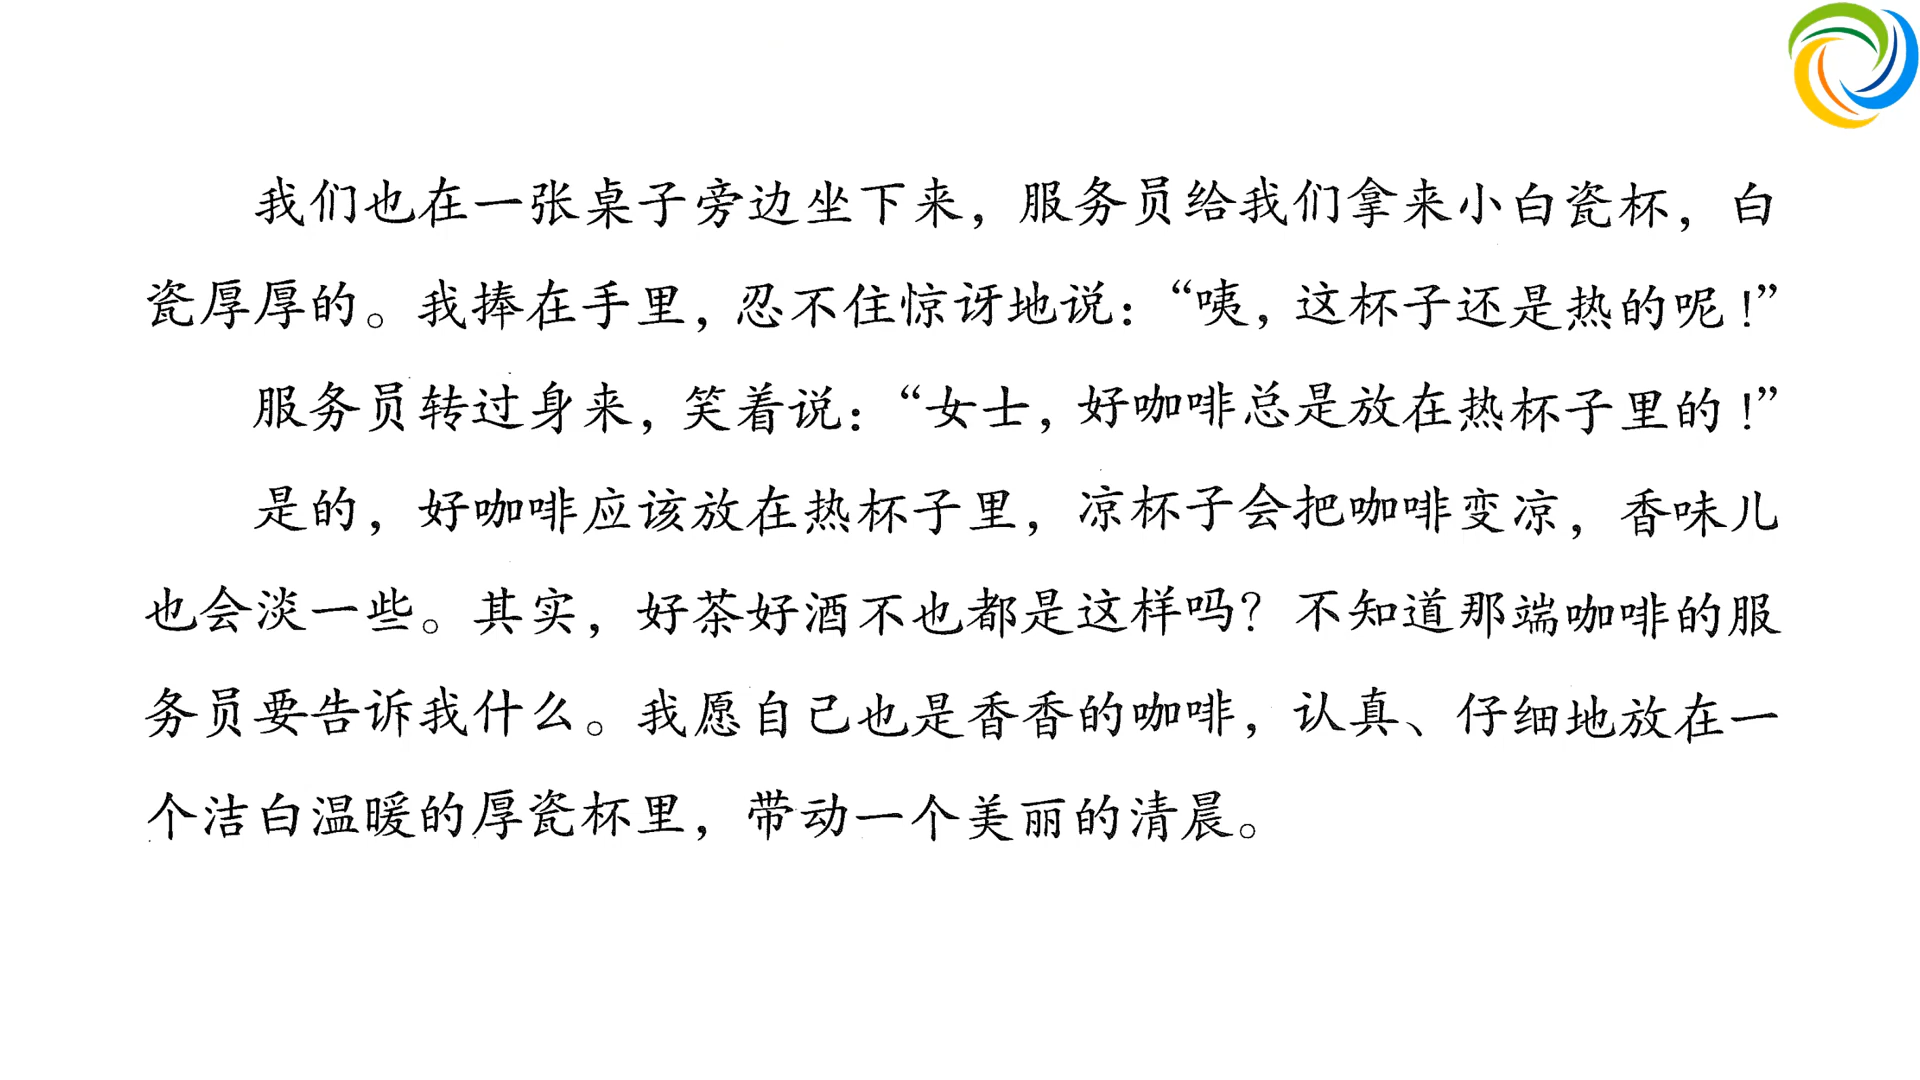 我们也在一张桌子旁边坐下来，服务员给我们拿来小白瓷杯，白
瓷厚厚的。我捧在手里，忍不住惊讶地说：“咦，这杯子还是热的呢！”
服务员转过身来，笑着说：“女士，好咖啡总是放在热杯子里的！”
是的，好咖啡应该放在热杯子里，凉杯子会把咖啡变凉，香味儿
也会淡一些。其实，好茶好酒不也都是这样吗？不知道那端咖啡的服
务员要告诉我什么。我愿自己也是香香的咖啡，认真、仔细地放在一
个洁白温暖的厚瓷杯里，带动一个美丽的清晨。